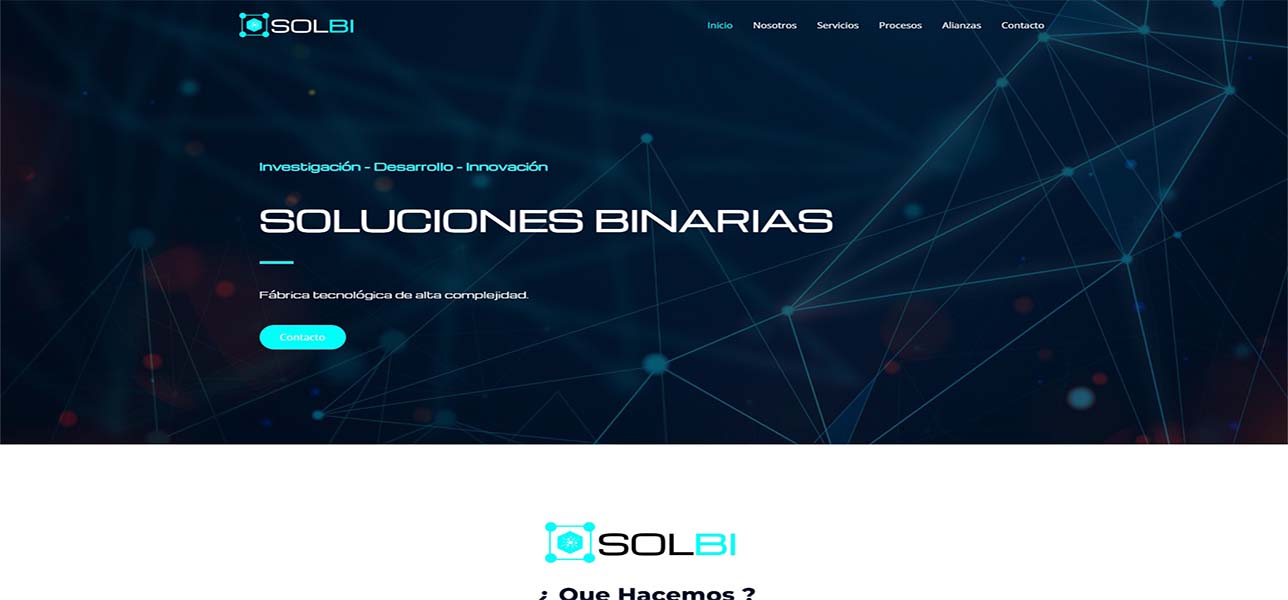 SOLBI
Inicio Nosotros Servicios Procesos Alianzas Contacto
Investigación - Desarrollo - Innovación
SOLUCIONES BINARIAS
Fábrica tecnológica de alta complejidad.
Contacto
SOLBI
¿ Que Hacemos ?